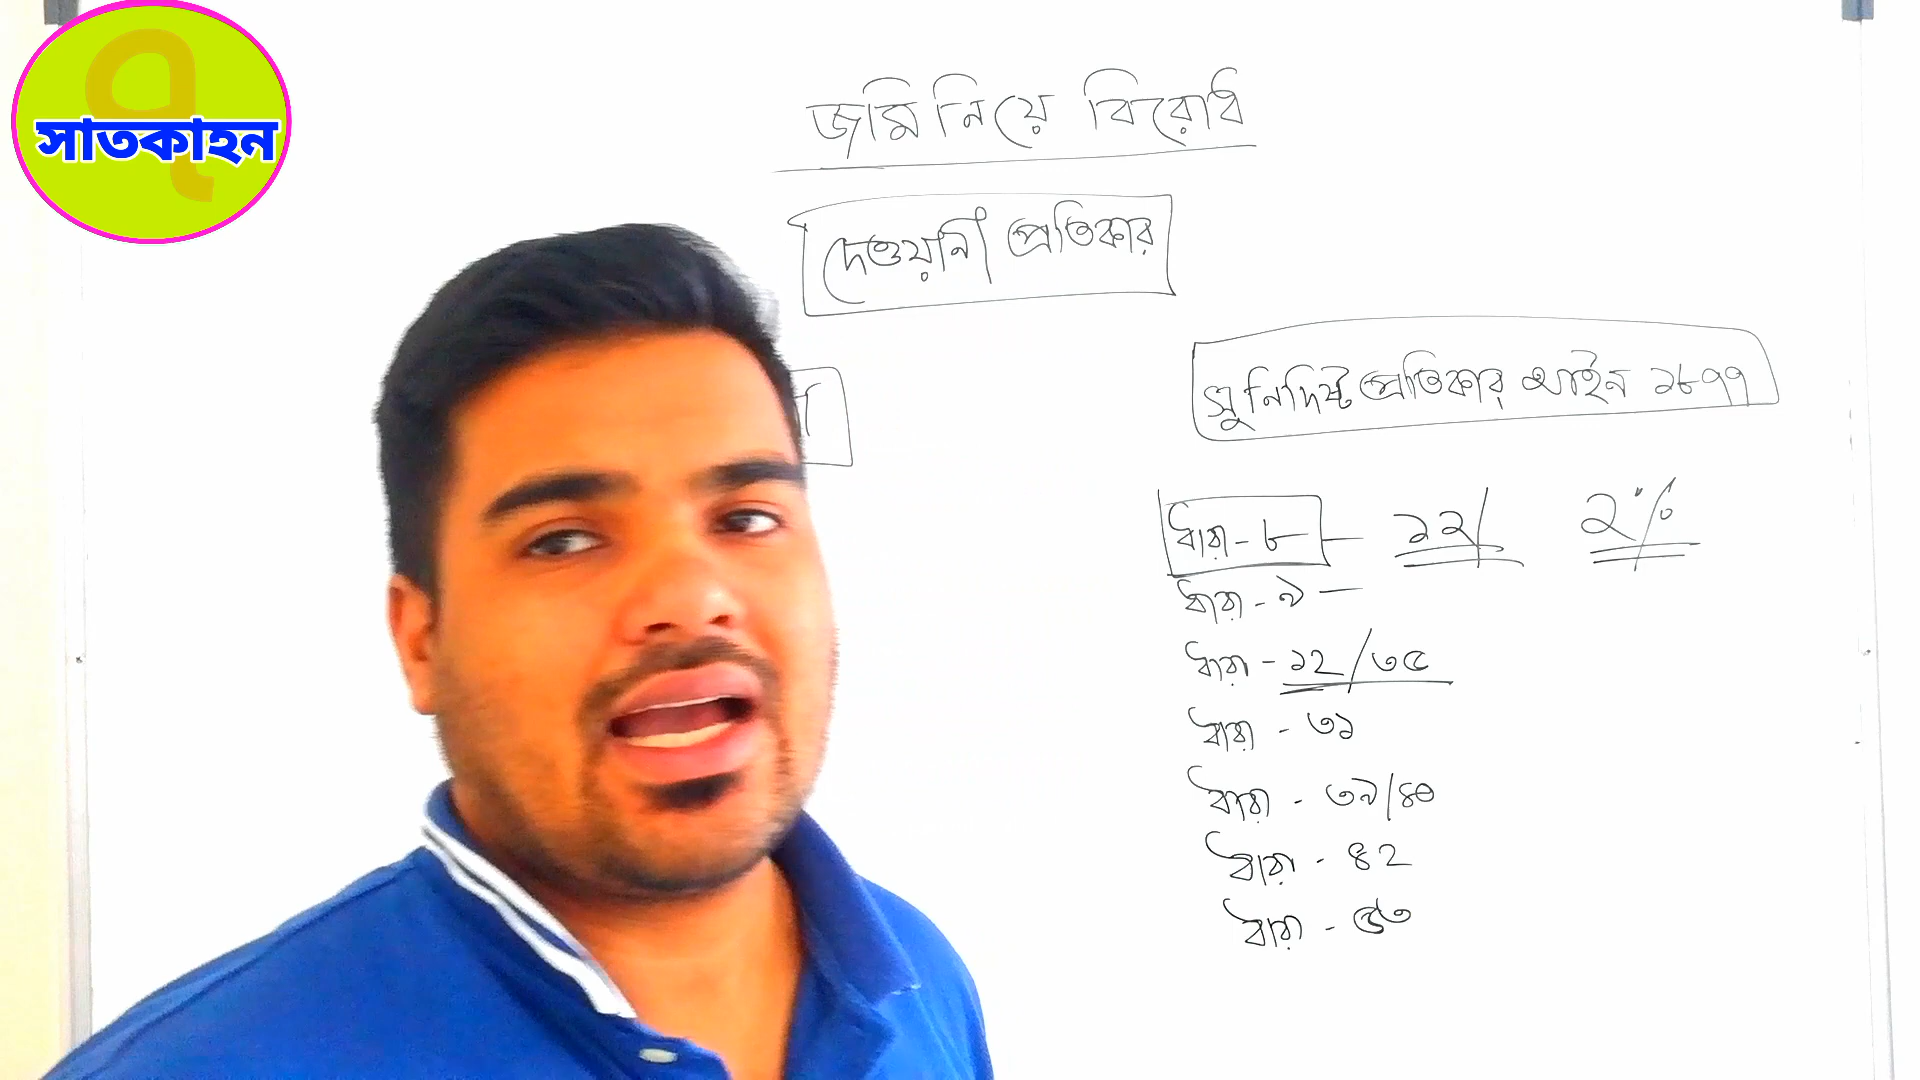 সাতকাহন
জমি নিয়ে বিরোধ
দেওয়ানী প্রতিকার
সুনির্দিষ্ট প্রতিকার আইন ১৮৭৭
ধারা - ৮ — ১২/ ২%
ধারা - ৯ —
ধারা - ১২ / ৩৫
ধারা - ৩১
ধারা - ৩৯/৪০
ধারা - ৪২
ধারা - ৫৩